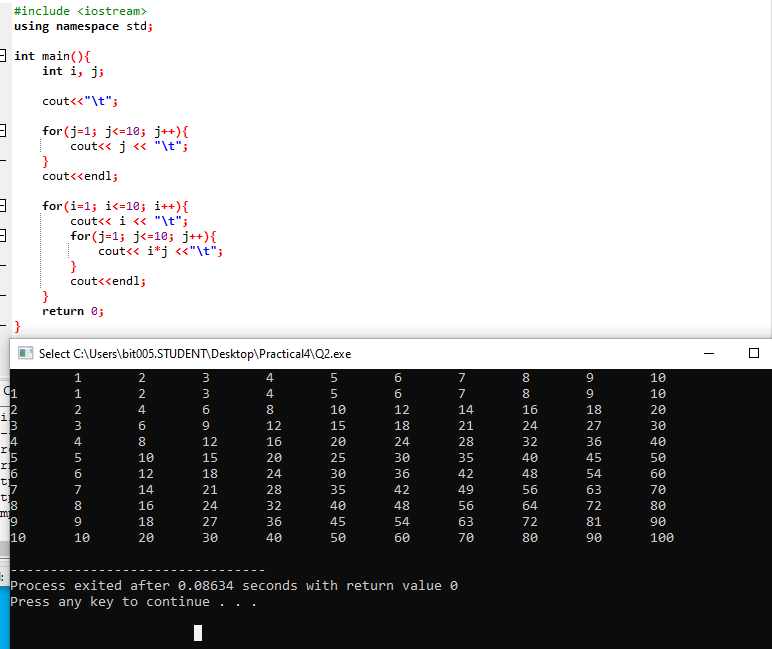 #include <iostream>
using namespace std;
int main(){
int i, j;
cout<<"\t";
for(j=1; j<=10; j++){
cout<< j << "\t";
}
cout<<endl;
for(i=1; i<=10; i++){
cout<< i << "\t";
for(j=1; j<=10; j++){
cout<< i*j <<"\t";
}
cout<<endl;
}
return 0;
}
Select C:\Users\bit005.STUDENT\Desktop\Practical4\Q2.exe
1 2 3 4 5 6 7 8 9 10
1 1 2 3 4 5 6 7 8 9 10
2 2 4 6 8 10 12 14 16 18 20
3 3 6 9 12 15 18 21 24 27 30
4 4 8 12 16 20 24 28 32 36 40
5 5 10 15 20 25 30 35 40 45 50
6 6 12 18 24 30 36 42 48 54 60
7 7 14 21 28 35 42 49 56 63 70
8 8 16 24 32 40 48 56 64 72 80
9 9 18 27 36 45 54 63 72 81 90
10 10 20 30 40 50 60 70 80 90 100
--------------------------------
Process exited after 0.08634 seconds with return value 0
Press any key to continue . . .